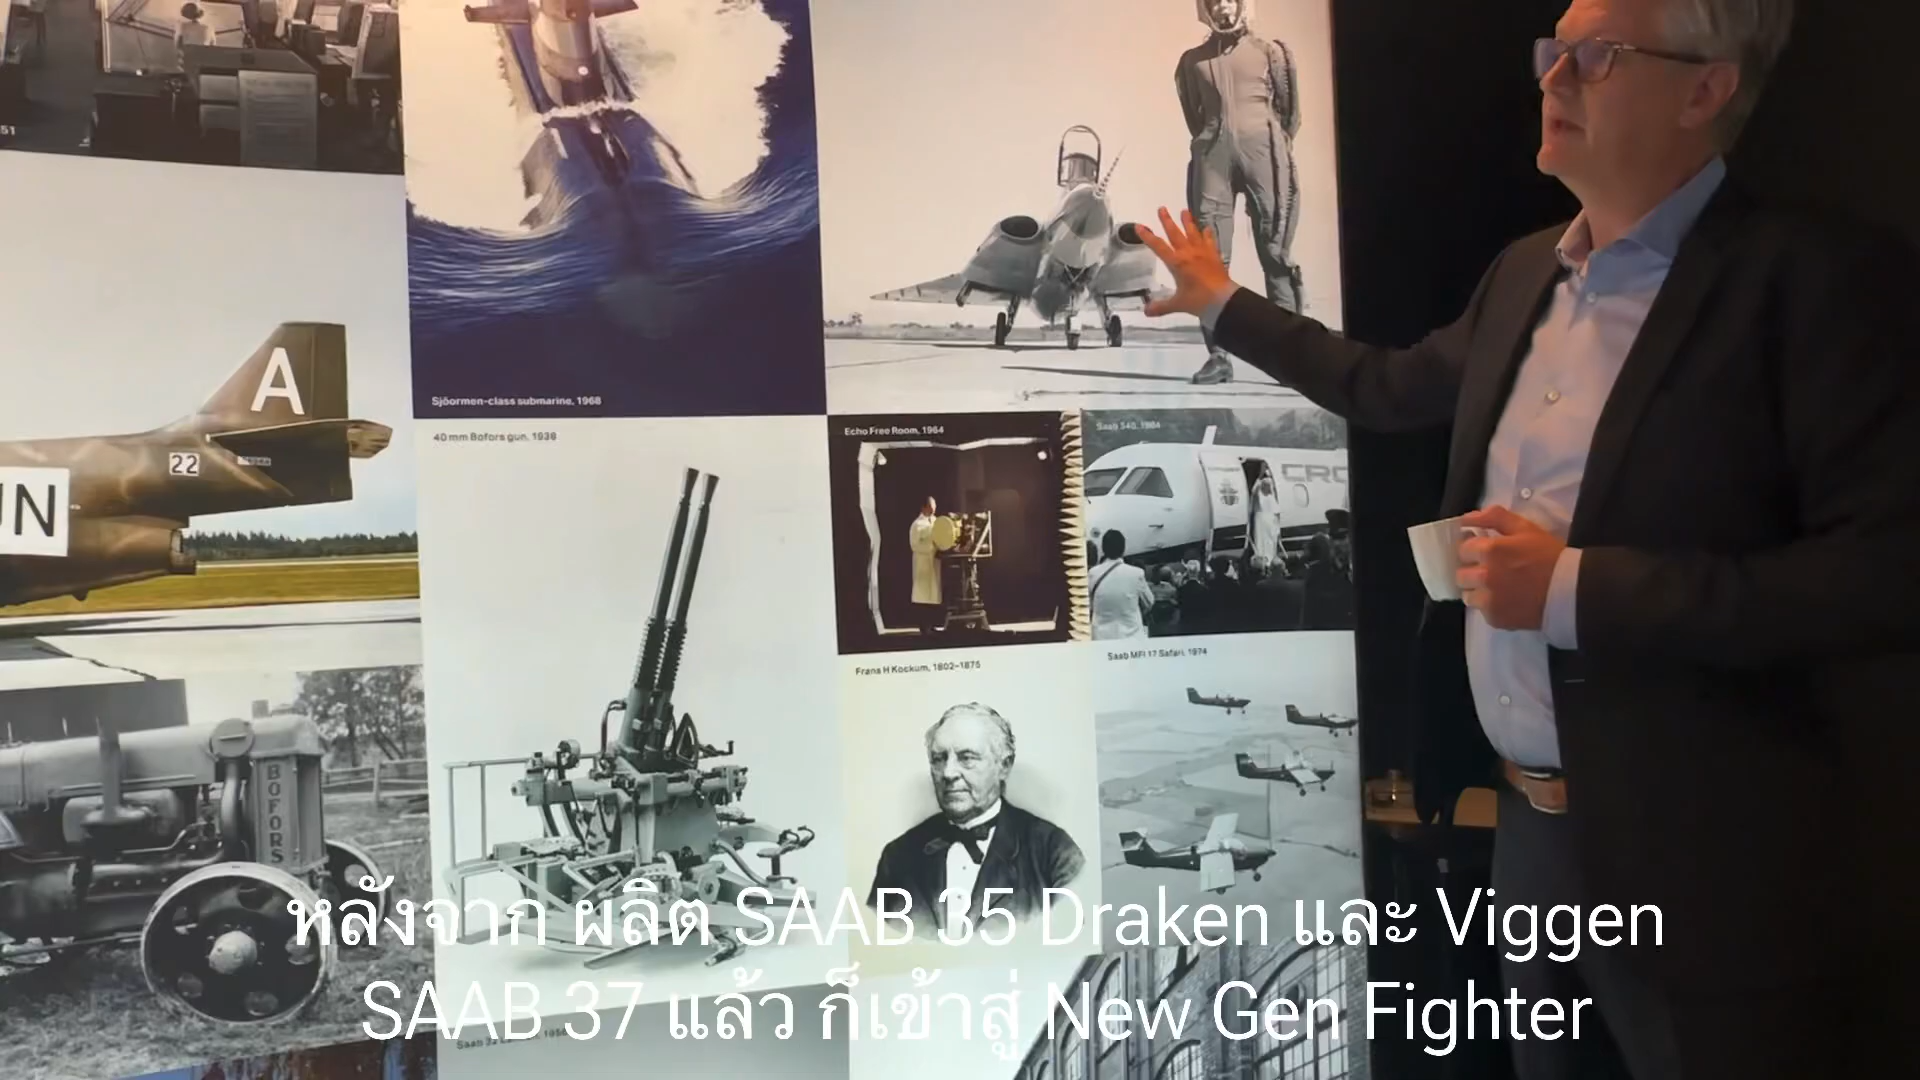 51
Sjöormen-class submarine, 1968
A
22
UN
40 mm Bofors gun, 1938
Echo Free Room, 1964
Saab 340, 1984
CRO
Frans H Kockum, 1802–1875
Saab MFI 17 Safari, 1974
BOFORS
หลังจาก ผลิต SAAB 35 Draken และ Viggen
SAAB 37 แล้ว ก็เข้าสู่ New Gen Fighter